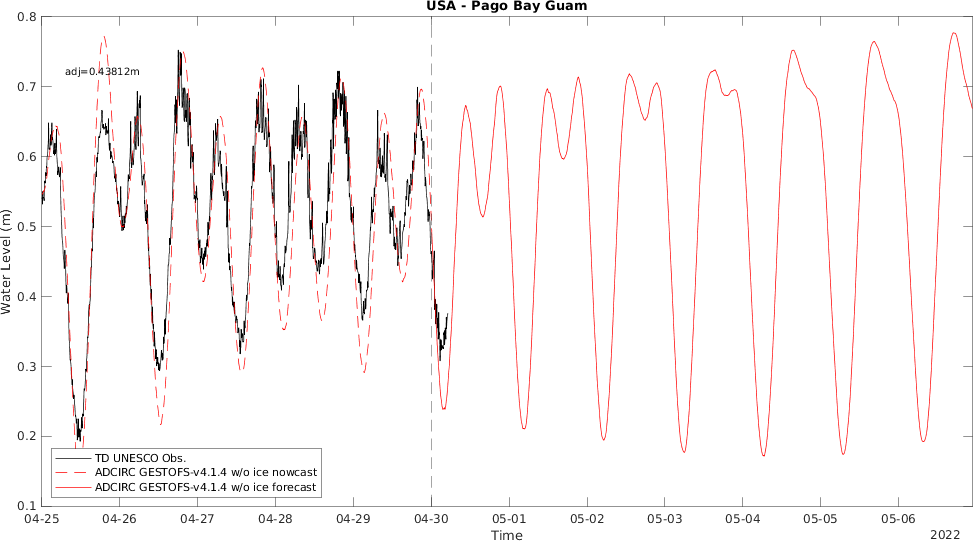 USA - Pago Bay Guam
adj=0.43812m
0.8
0.7
0.6
0.5
0.4
0.3
0.2
0.1
Water Level (m)
TD UNESCO Obs.
ADCIRC GESTOFS-v4.1.4 w/o ice nowcast
ADCIRC GESTOFS-v4.1.4 w/o ice forecast
04-25 04-26 04-27 04-28 04-29 04-30 05-01 05-02 05-03 05-04 05-05 05-06
Time
2022